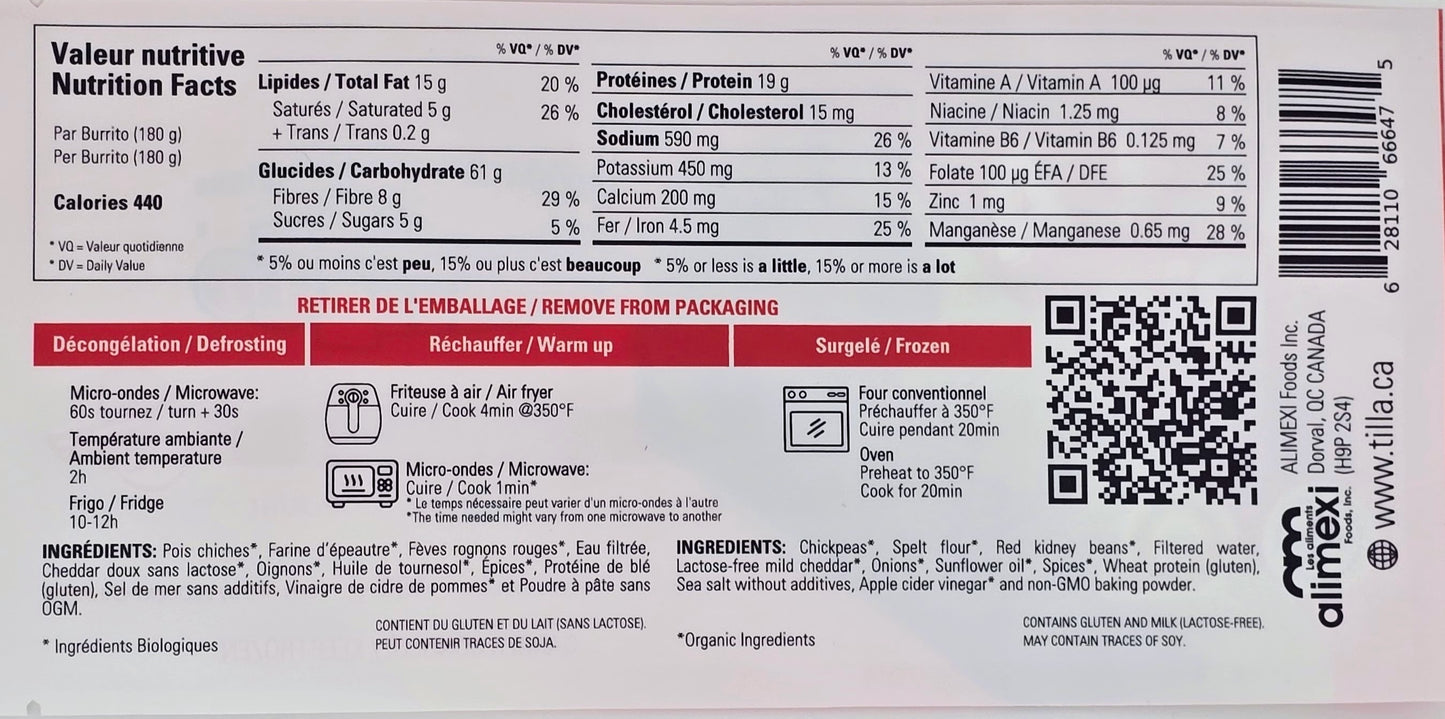 Valeur nutritive
Nutrition Facts
Par Burrito (180 g)
Per Burrito (180 g)
Calories 440
* VQ = Valeur quotidienne
* DV = Daily Value
% VQ* / % DV*
Lipides / Total Fat 15 g 20 %
Saturés / Saturated 5 g 26 %
+ Trans / Trans 0.2 g
Glucides / Carbohydrate 61 g
Fibres / Fibre 8 g 29 %
Sucres / Sugars 5 g 5 %
% VQ* / % DV*
Protéines / Protein 19 g
Cholestérol / Cholesterol 15 mg
Sodium 590 mg 26 %
Potassium 450 mg 13 %
Calcium 200 mg 15 %
Fer / Iron 4.5 mg 25 %
% VQ* / % DV*
Vitamine A / Vitamin A 100 µg 11 %
Niacine / Niacin 1.25 mg 8 %
Vitamine B6 / Vitamin B6 0.125 mg 7 %
Folate 100 µg ÉFA / DFE 25 %
Zinc 1 mg 9 %
Manganèse / Manganese 0.65 mg 28 %
* 5% ou moins c'est peu, 15% ou plus c'est beaucoup * 5% or less is a little, 15% or more is a lot
RETIRER DE L'EMBALLAGE / REMOVE FROM PACKAGING
Décongélation / Defrosting
Micro-ondes / Microwave:
60s tournez / turn + 30s
Température ambiante /
Ambient temperature
2h
Frigo / Fridge
10-12h
Réchauffer / Warm up
Friteuse à air / Air fryer
Cuire / Cook 4min @350°F
Micro-ondes / Microwave:
Cuire / Cook 1min*
* Le temps nécessaire peut varier d'un micro-ondes à l'autre
*The time needed might vary from one microwave to another
Surgelé / Frozen
Four conventionnel
Préchauffer à 350°F
Cuire pendant 20min
Oven
Preheat to 350°F
Cook for 20min
INGRÉDIENTS: Pois chiches*, Farine d'épeautre*, Fèves rognons rouges*, Eau filtrée,
Cheddar doux sans lactose*, Oignons*, Huile de tournesol*, Épices*, Protéine de blé
(gluten), Sel de mer sans additifs, Vinaigre de cidre de pommes* et Poudre à pâte sans
OGM.
CONTIENT DU GLUTEN ET DU LAIT (SANS LACTOSE).
PEUT CONTENIR TRACES DE SOJA.
* Ingrédients Biologiques
INGREDIENTS: Chickpeas*, Spelt flour*, Red kidney beans*, Filtered water,
Lactose-free mild cheddar*, Onions*, Sunflower oil*, Spices*, Wheat protein (gluten),
Sea salt without additives, Apple cider vinegar* and non-GMO baking powder.
CONTAINS GLUTEN AND MILK (LACTOSE-FREE).
MAY CONTAIN TRACES OF SOY.
*Organic Ingredients
6 28110 66647 5
ALIMEXI Foods Inc.
Dorval, QC CANADA
(H9P 2S4)
Les aliments
alimexi
Foods, Inc.
www.tilla.ca